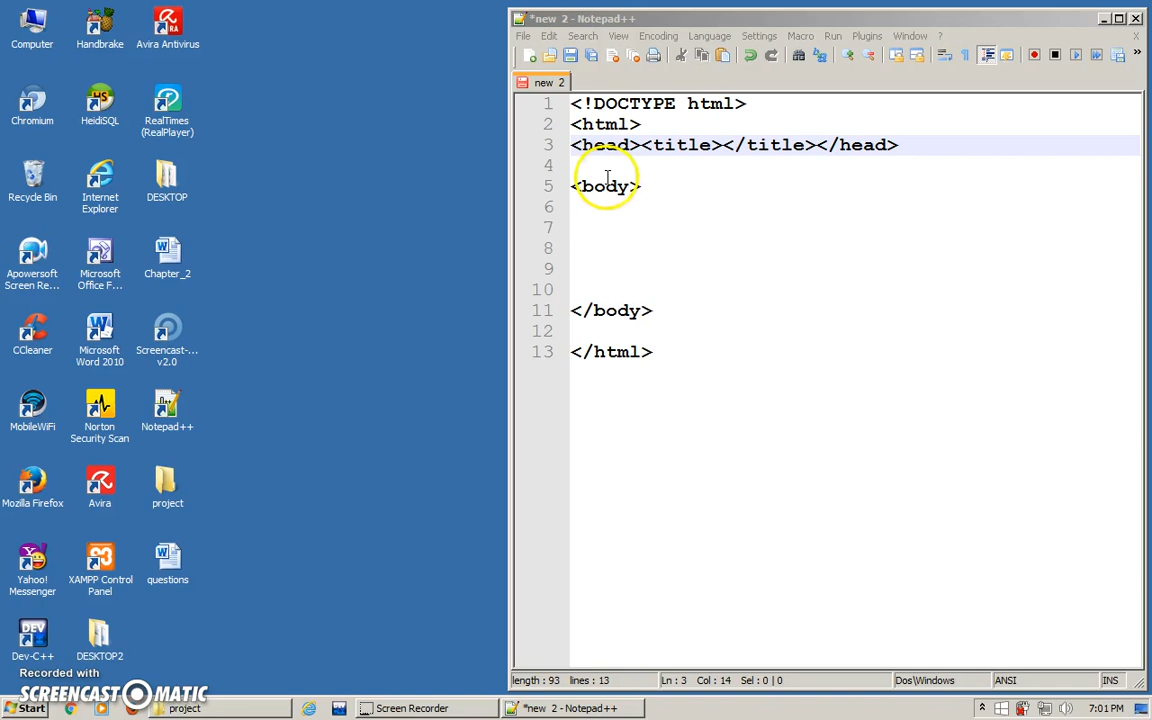 Computer
Handbrake
Avira Antivirus
Chromium
HeidiSQL
RealTimes
(RealPlayer)
Recycle Bin
Internet
Explorer
DESKTOP
Apowersoft
Screen Re...
Microsoft
Office F...
Chapter_2
CCleaner
Microsoft
Word 2010
Screencast-...
v2.0
MobileWiFi
Norton
Security Scan
Notepad++
Mozilla Firefox
Avira
project
Yahoo!
Messenger
XAMPP Control
Panel
questions
Dev-C++
DESKTOP2
Recorded with
SCREENCAST MATIC
*new 2 - Notepad++
File Edit Search View Encoding Language Settings Macro Run Plugins Window ? X
new 2
1 <!DOCTYPE html>
2 <html>
3 <head><title></title></head>
4
5 <body>
6
7
8
9
10
11 </body>
12
13 </html>
length : 93 lines : 13 Ln : 3 Col : 14 Sel : 0 | 0 Dos\Windows ANSI INS
Start project Screen Recorder *new 2 - Notepad++ 7:01 PM